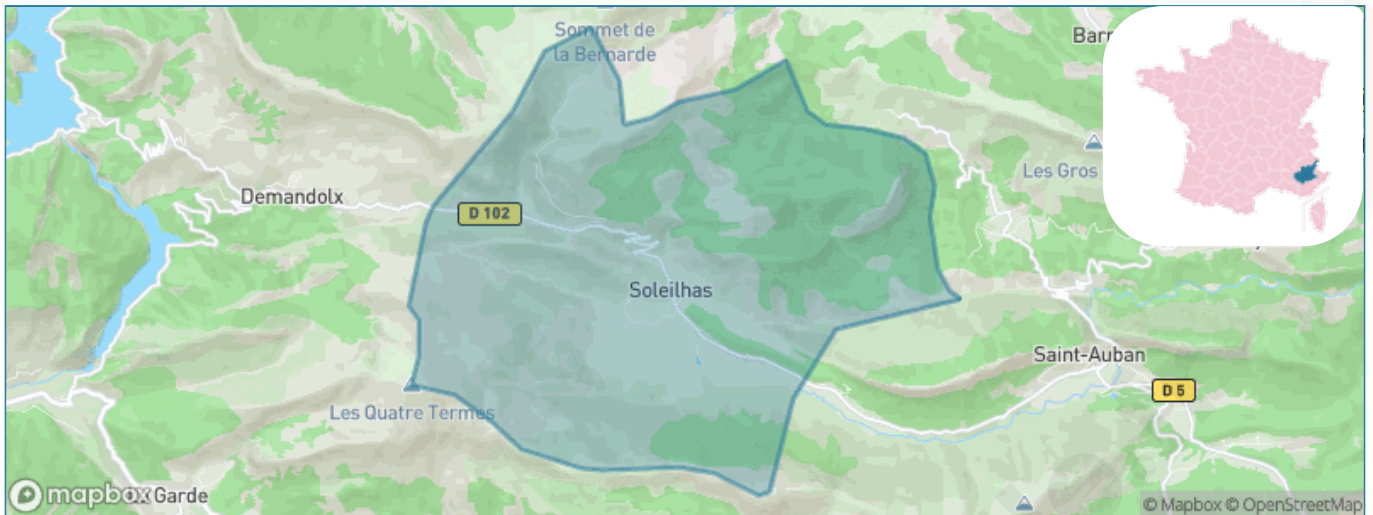 Sommet de
la Bernarde
Barr
Les Gros
Demandolx
D 102
Soleilhas
Saint-Auban
D 5
Les Quatre Termes
mapbox
Garde
© Mapbox © OpenStreetMap